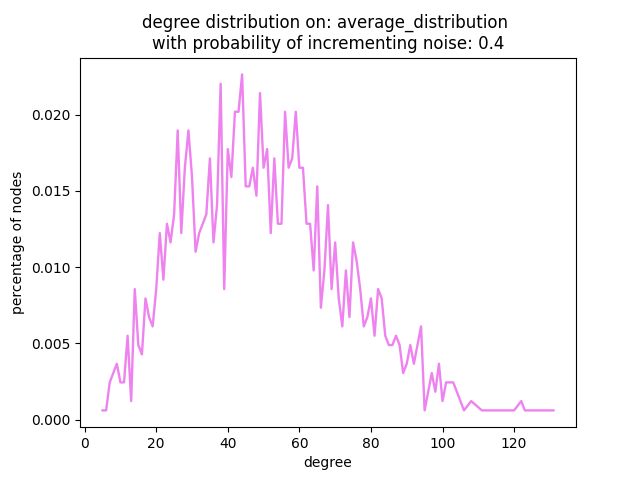 degree distribution on: average_distribution
with probability of incrementing noise: 0.4
percentage of nodes
0.020
0.015
0.010
0.005
0.000
0 20 40 60 80 100 120
degree